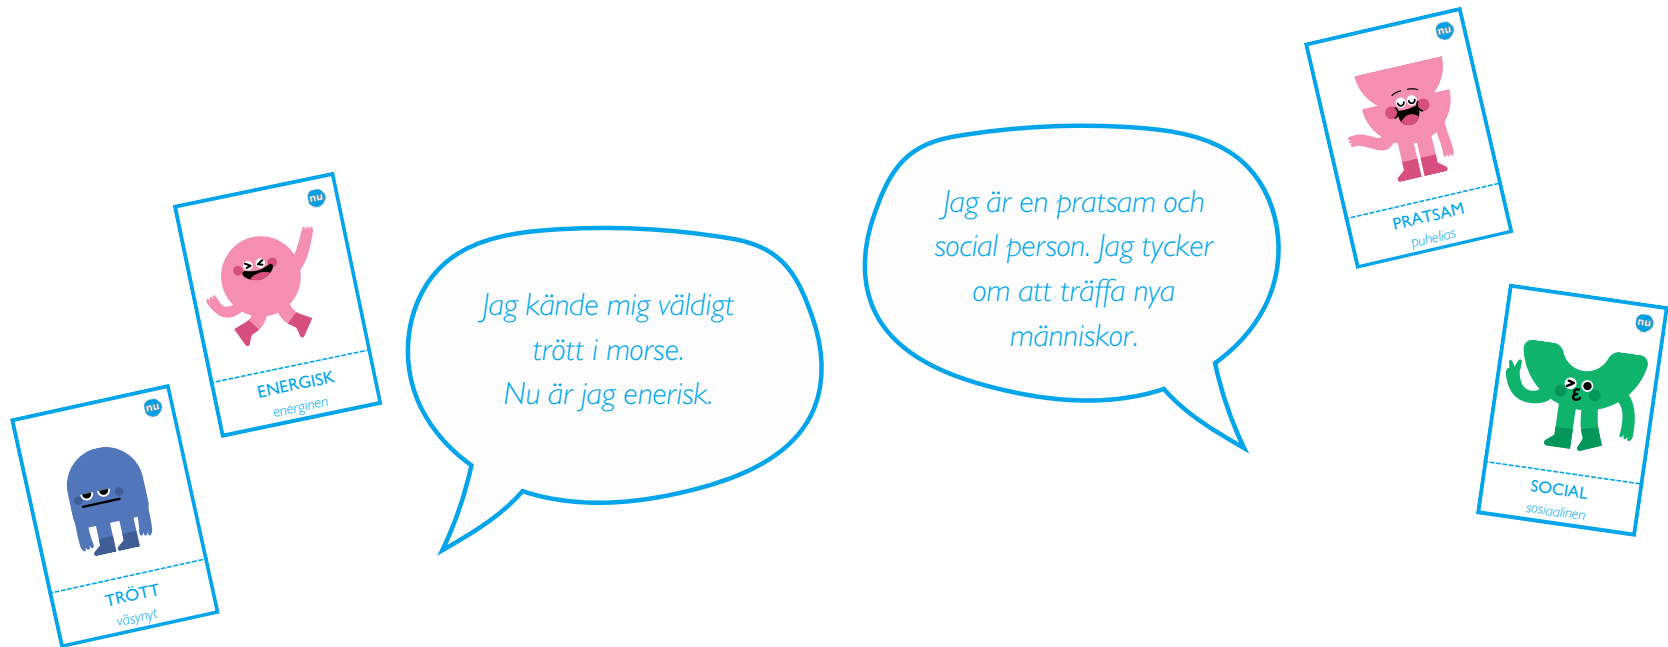 nu
ENERGISK
energinen
nu
TRÖTT
väsynyt
Jag kände mig väldigt
trött i morse.
Nu är jag enerisk.
Jag är en pratsam och
social person. Jag tycker
om att träffa nya
människor.
nu
PRATSAM
puhelias
nu
SOCIAL
sosiaalinen